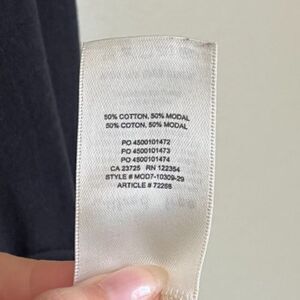 50% COTTON, 50% MODAL
50% COTON, 50% MODAL
PO 4500101472
PO 4500101473
PO 4500101474
CA 23725 RN 122354
STYLE # MOD7-10309-29
ARTICLE # 72268